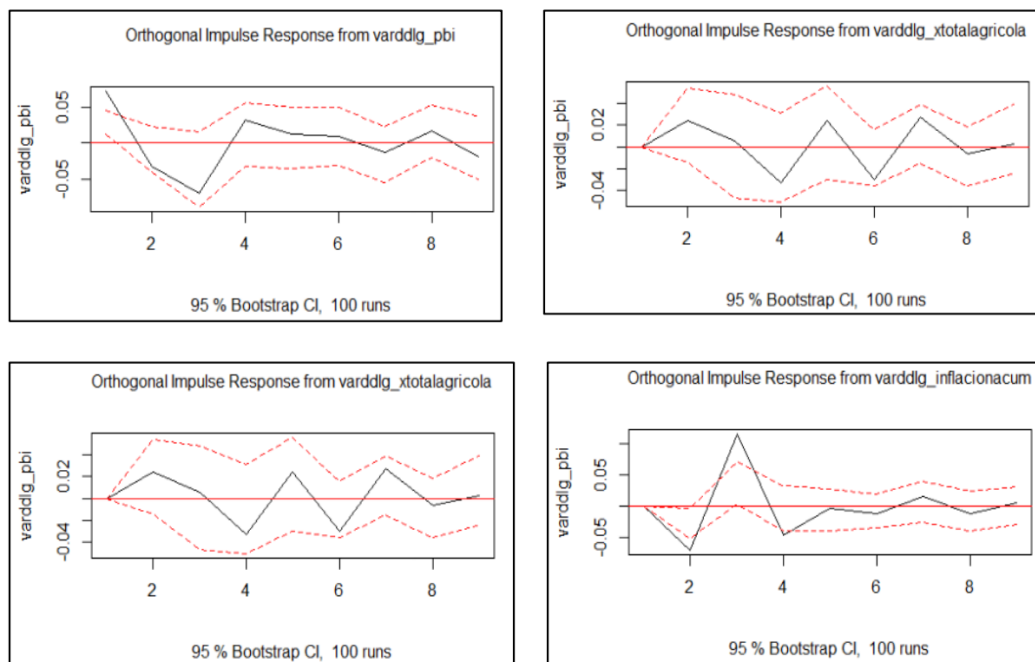 Orthogonal Impulse Response from varddlg_pbi
varddlg_pbi
0.05
-0.05
2 4 6 8
95 % Bootstrap CI, 100 runs
Orthogonal Impulse Response from varddlg_xtotalagricola
varddlg_pbi
0.02
-0.04
2 4 6 8
95 % Bootstrap CI, 100 runs
Orthogonal Impulse Response from varddlg_xtotalagricola
varddlg_pbi
0.02
-0.04
2 4 6 8
95 % Bootstrap CI, 100 runs
Orthogonal Impulse Response from varddlg_inflacionacum
varddlg_pbi
0.05
-0.05
2 4 6 8
95 % Bootstrap CI, 100 runs